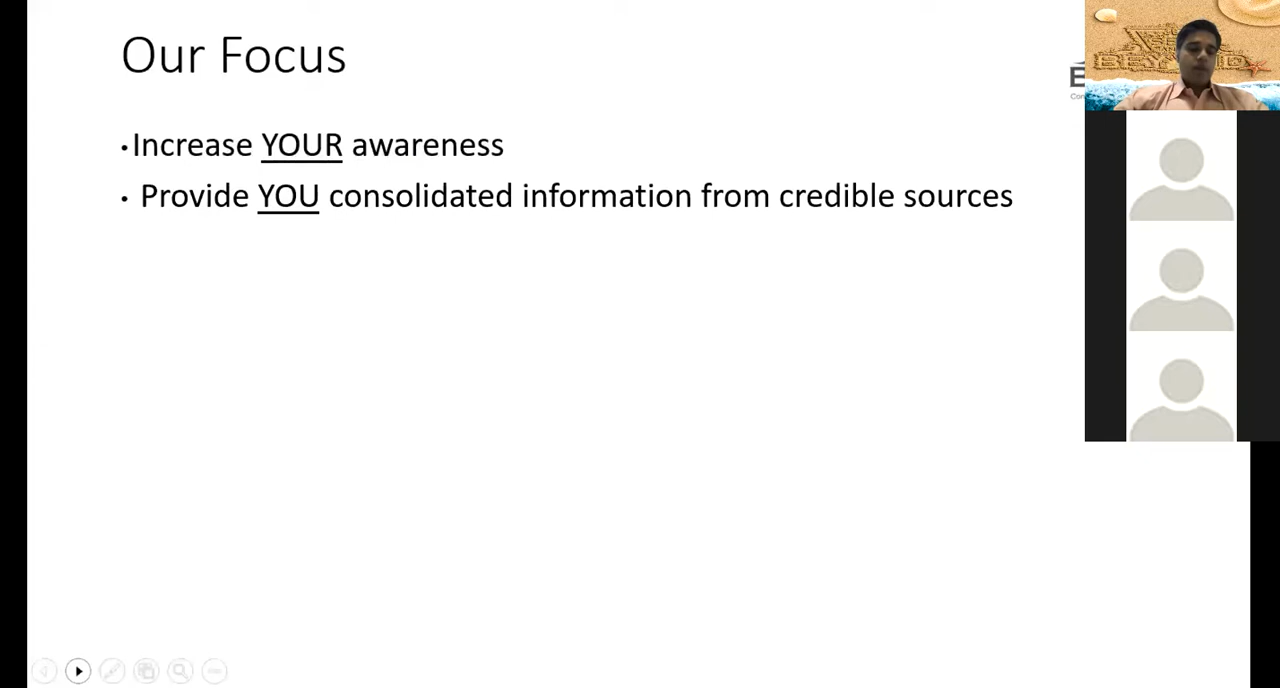 Our Focus
•Increase YOUR awareness
• Provide YOU consolidated information from credible sources